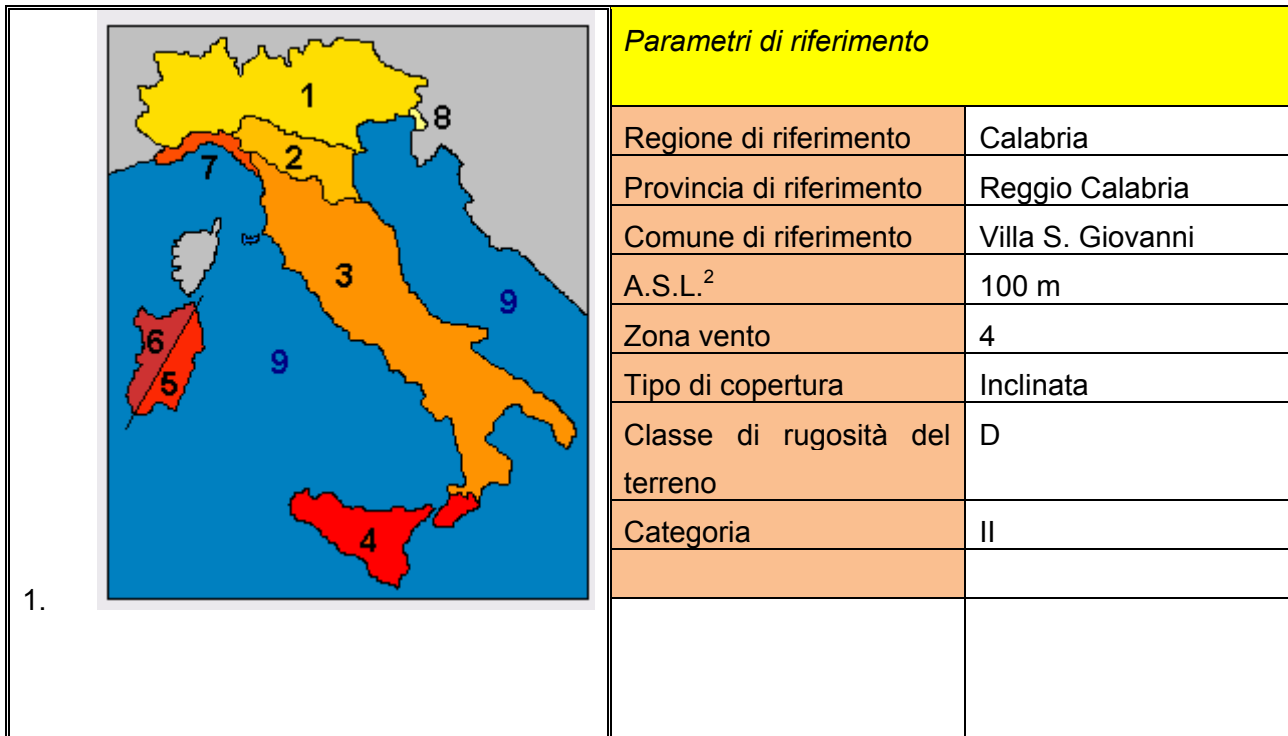 1
8
2
7
3
9
6
9
5
4
1.
Parametri di riferimento
Regione di riferimento Calabria
Provincia di riferimento Reggio Calabria
Comune di riferimento Villa S. Giovanni
A.S.L.² 100 m
Zona vento 4
Tipo di copertura Inclinata
Classe di rugosità del D
terreno
Categoria II